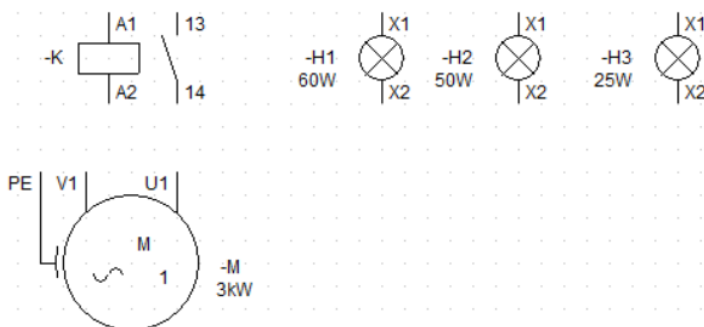 A1 13 X1 X1 X1
-K -H1 -H2 -H3
60W 50W 25W
A2 14 X2 X2 X2
PE V1 U1
M
1 -M
3kW